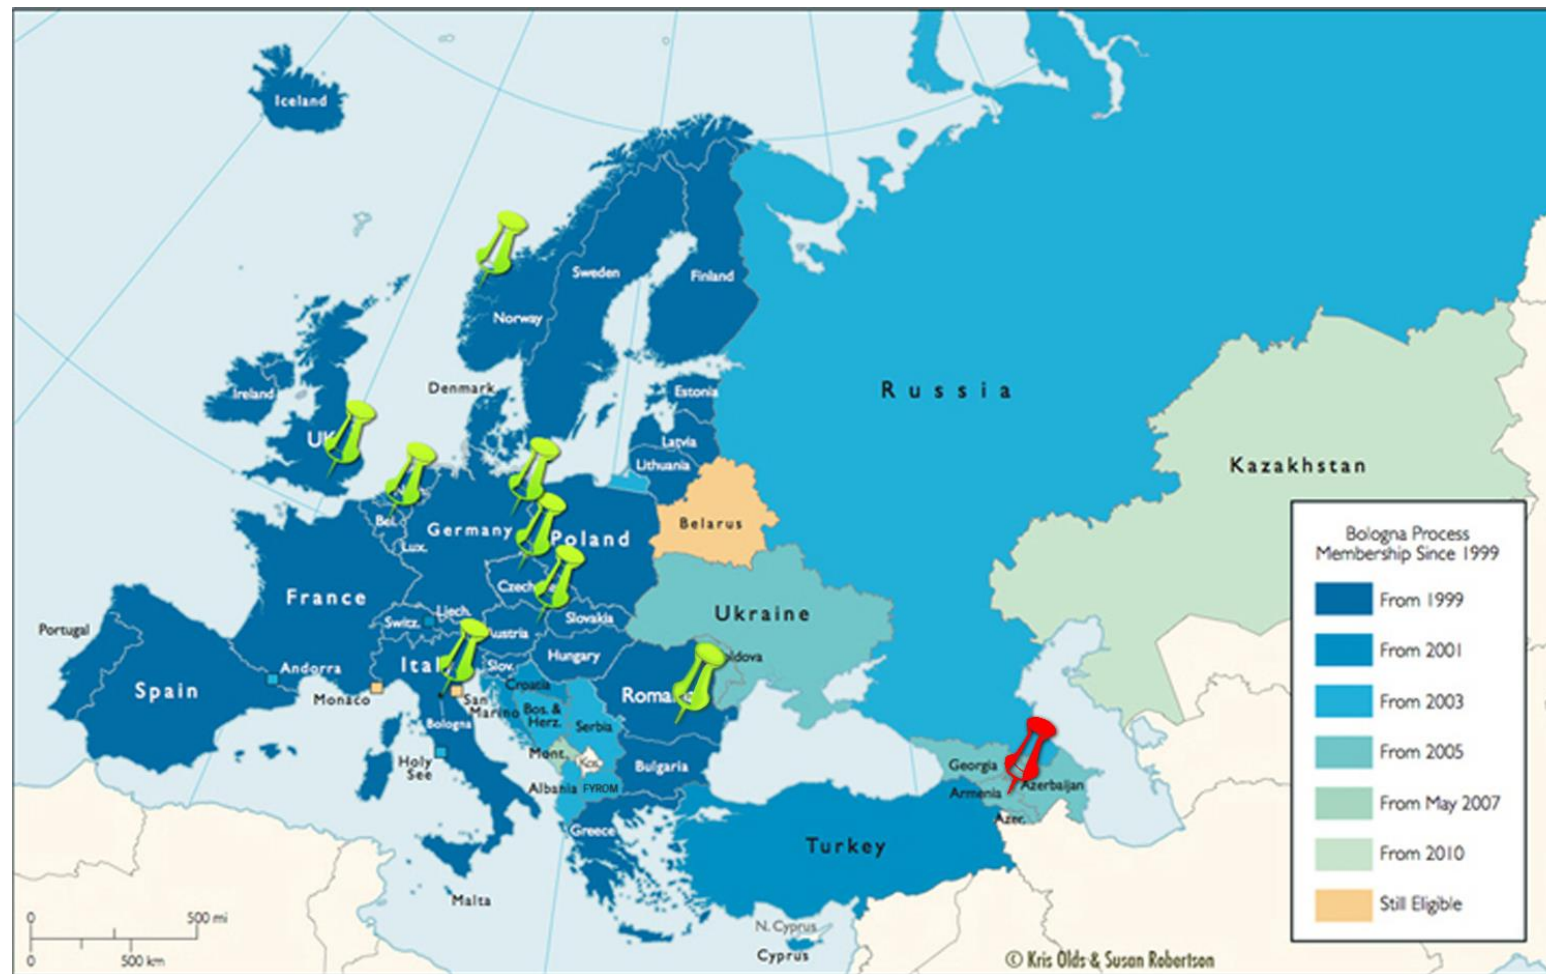 Iceland
Sweden
Finland
Norway
Denmark
Ireland
Estonia
UK
Latvia
Lithuania
Russia
Kazakhstan
Belarus
Bel.
Germany
Poland
Lux.
Czech
France
Ukraine
Liech.
Switz.
Slovakia
Austria
Portugal
Hungary
Moldova
Italy
Slov.
Andorra
Spain
Romania
Croatia
Monaco
San
Marino
Bos. &
Herz.
Bologna
Serbia
Mont.
Kos.
Holy
See
Bulgaria
Georgia
Albania
FYROM
Armenia
Azerbaijan
Azer.
Greece
Turkey
Malta
N. Cyprus
Cyprus
0
500 mi
0
500 km
Bologna Process
Membership Since 1999
From 1999
From 2001
From 2003
From 2005
From May 2007
From 2010
Still Eligible
© Kris Olds & Susan Robertson